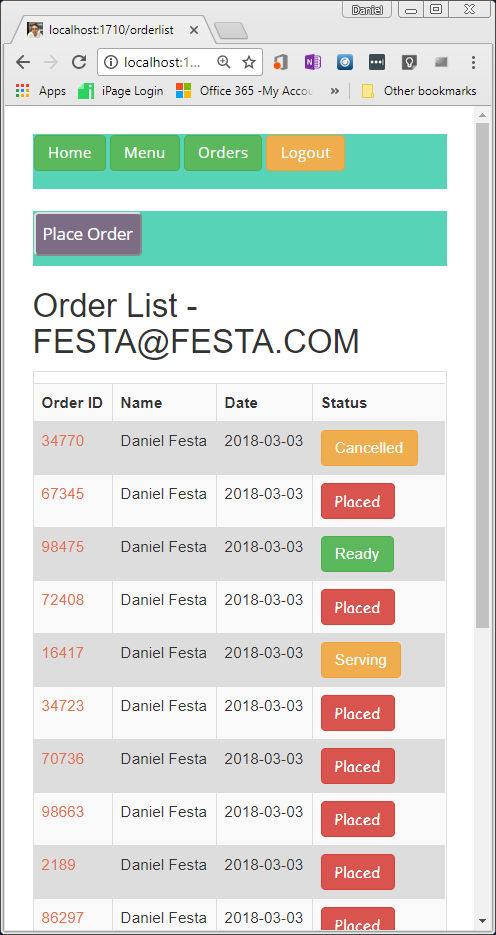 Daniel
localhost:1710/orderlist
localhost:1...
Apps iPage Login Office 365 -My Accou » Other bookmarks
Home Menu Orders Logout
Place Order
Order List -
FESTA@FESTA.COM
Order ID Name Date Status
34770 Daniel Festa 2018-03-03 Cancelled
67345 Daniel Festa 2018-03-03 Placed
98475 Daniel Festa 2018-03-03 Ready
72408 Daniel Festa 2018-03-03 Placed
16417 Daniel Festa 2018-03-03 Serving
34723 Daniel Festa 2018-03-03 Placed
70736 Daniel Festa 2018-03-03 Placed
98663 Daniel Festa 2018-03-03 Placed
2189 Daniel Festa 2018-03-03 Placed
86297 Daniel Festa 2018-03-03 Placed